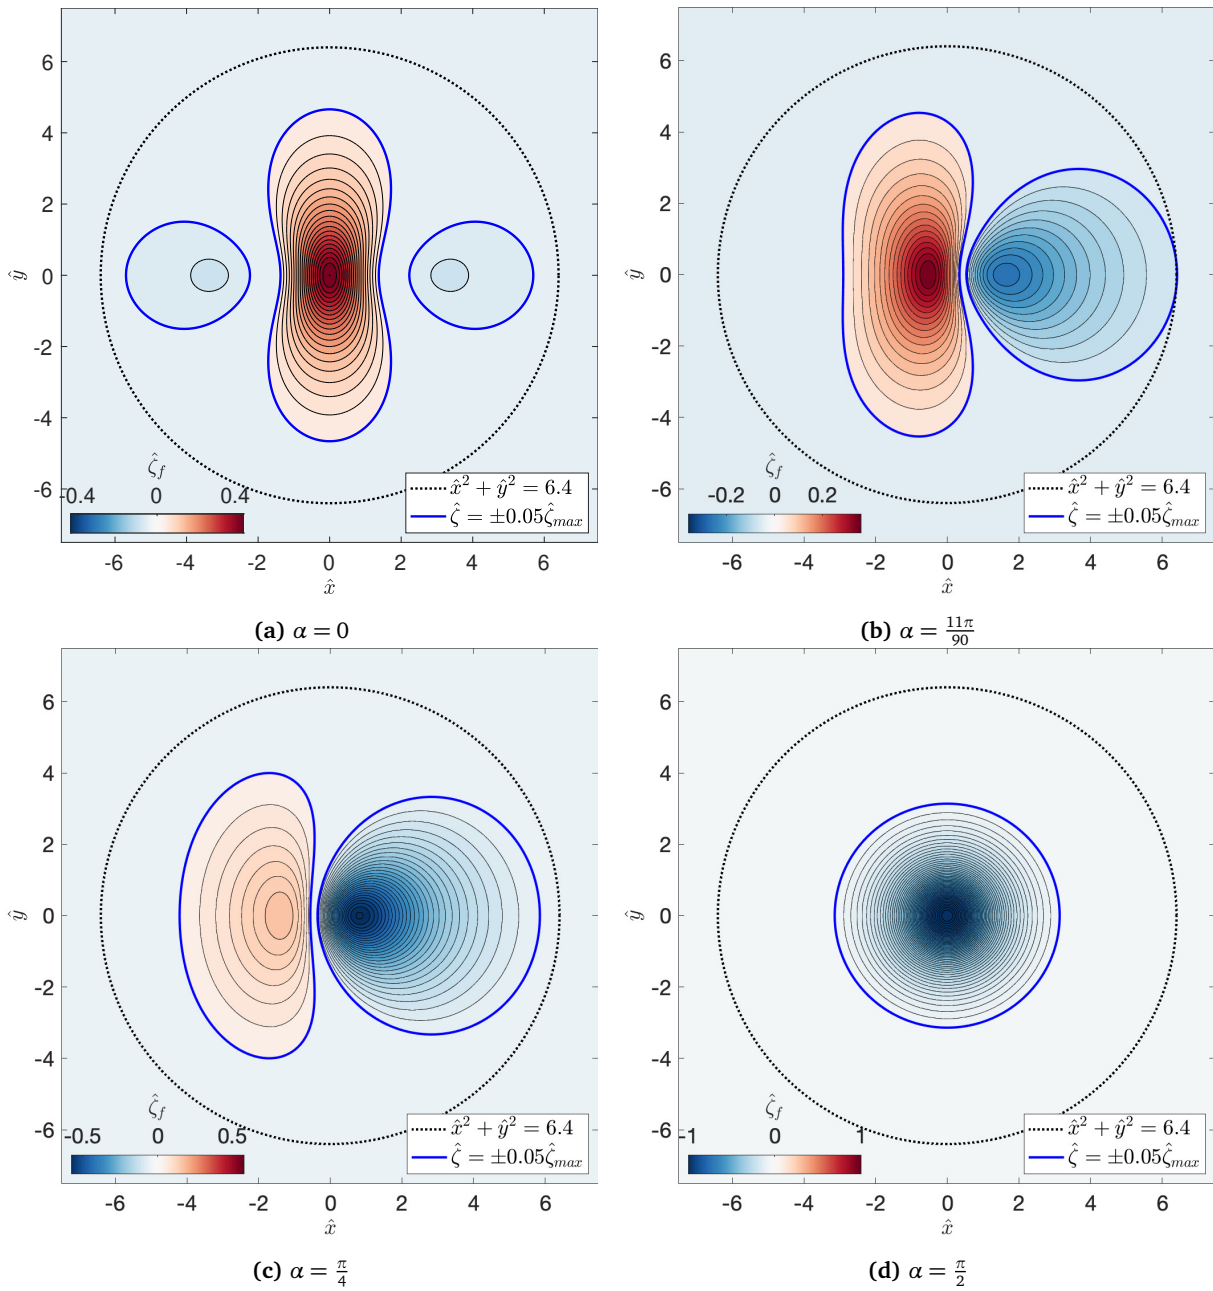 6
4
2
0
-2
-4
-6
ŷ
ζ̂_f
-0.4 0 0.4
x̂² + ŷ² = 6.4
ζ̂ = ±0.05ζ̂_max
-6 -4 -2 0 2 4 6
x̂
(a) α = 0
6
4
2
0
-2
-4
-6
ŷ
ζ̂_f
-0.2 0 0.2
x̂² + ŷ² = 6.4
ζ̂ = ±0.05ζ̂_max
-6 -4 -2 0 2 4 6
x̂
(b) α = 11π/90
6
4
2
0
-2
-4
-6
ŷ
ζ̂_f
-0.5 0 0.5
x̂² + ŷ² = 6.4
ζ̂ = ±0.05ζ̂_max
-6 -4 -2 0 2 4 6
x̂
(c) α = π/4
6
4
2
0
-2
-4
-6
ŷ
ζ̂_f
-1 0 1
x̂² + ŷ² = 6.4
ζ̂ = ±0.05ζ̂_max
-6 -4 -2 0 2 4 6
x̂
(d) α = π/2